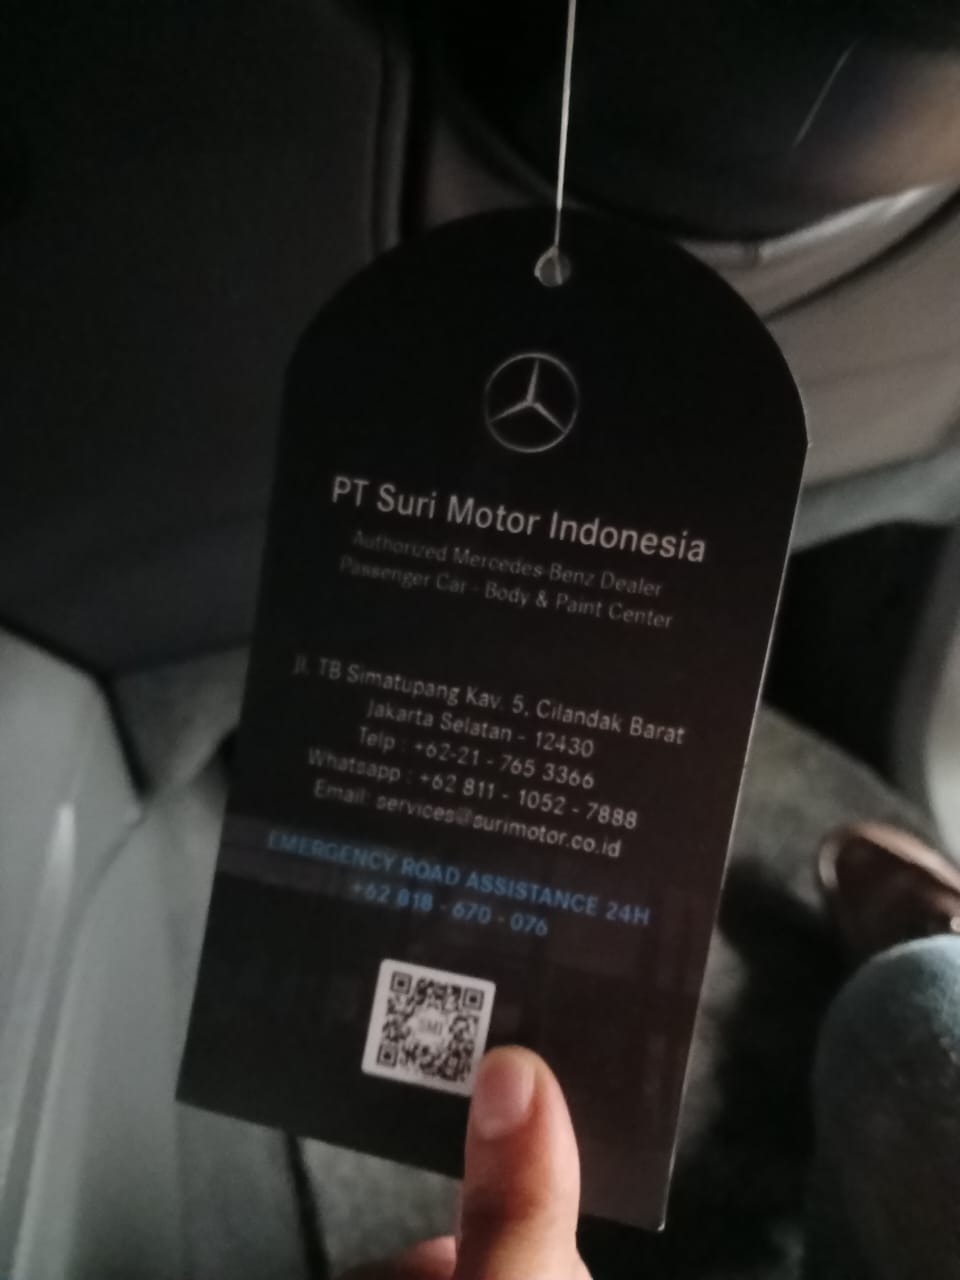 PT Suri Motor Indonesia
Authorized Mercedes-Benz Dealer
Passenger Car - Body & Paint Center
Jl. TB Simatupang Kav. 5, Cilandak Barat
Jakarta Selatan - 12430
Telp : +62-21 - 765 3366
Whatsapp : +62 811 - 1052 - 7888
Email: services@surimotor.co.id
EMERGENCY ROAD ASSISTANCE 24H
+62 818 - 670 - 076
SMI